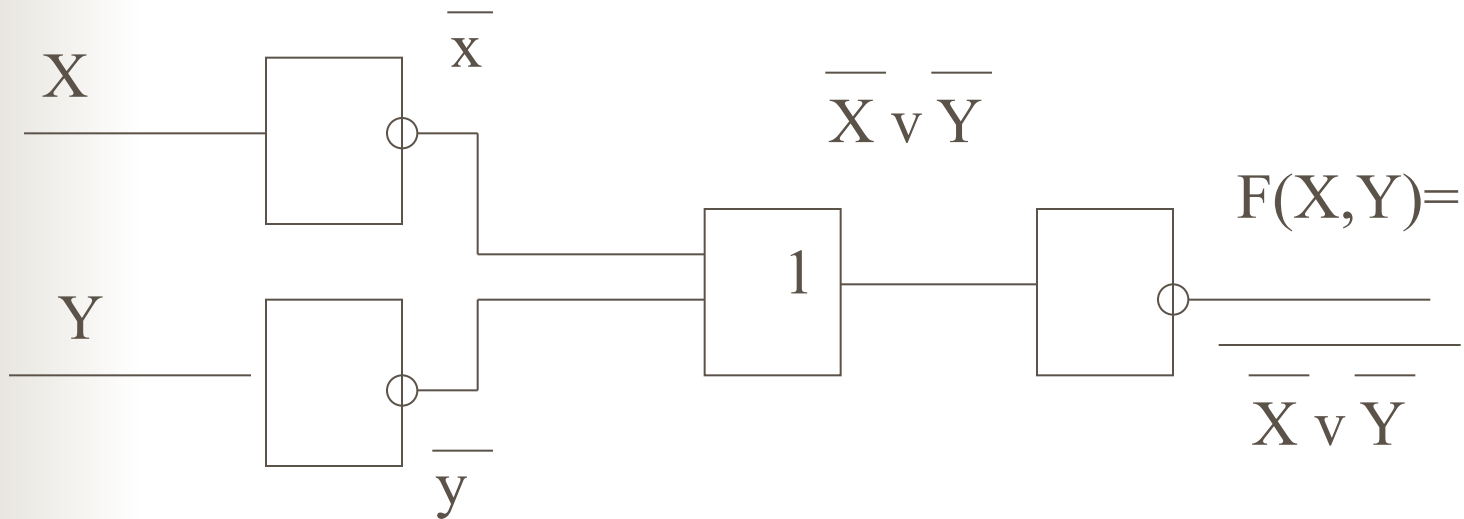 X
x̅
X̅ v Y̅
F(X,Y)=
1
Y
X̅ v Y̅
y̅